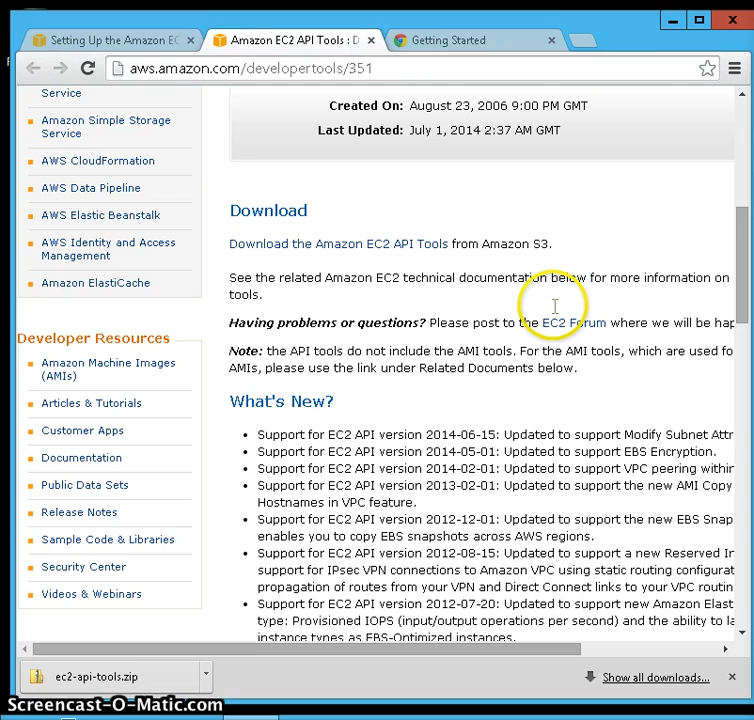 Setting Up the Amazon EC
Amazon EC2 API Tools : D
Getting Started
aws.amazon.com/developertools/351
Service
Amazon Simple Storage
Service
AWS CloudFormation
AWS Data Pipeline
AWS Elastic Beanstalk
AWS Identity and Access
Management
Amazon ElastiCache
Developer Resources
Amazon Machine Images
(AMIs)
Articles & Tutorials
Customer Apps
Documentation
Public Data Sets
Release Notes
Sample Code & Libraries
Security Center
Videos & Webinars
Created On: August 23, 2006 9:00 PM GMT
Last Updated: July 1, 2014 2:37 AM GMT
Download
Download the Amazon EC2 API Tools from Amazon S3.
See the related Amazon EC2 technical documentation below for more information on
tools.
Having problems or questions? Please post to the EC2 Forum where we will be hap
Note: the API tools do not include the AMI tools. For the AMI tools, which are used fo
AMIs, please use the link under Related Documents below.
What's New?
Support for EC2 API version 2014-06-15: Updated to support Modify Subnet Attr
Support for EC2 API version 2014-05-01: Updated to support EBS Encryption.
Support for EC2 API version 2014-02-01: Updated to support VPC peering within
Support for EC2 API version 2013-02-01: Updated to support the new AMI Copy
Hostnames in VPC feature.
Support for EC2 API version 2012-12-01: Updated to support the new EBS Snap
enables you to copy EBS snapshots across AWS regions.
Support for EC2 API version 2012-08-15: Updated to support a new Reserved In
support for IPsec VPN connections to Amazon VPC using static routing configurat
propagation of routes from your VPN and Direct Connect links to your VPC routin
Support for EC2 API version 2012-07-20: Updated to support new Amazon Elast
type: Provisioned IOPS (input/output operations per second) and the ability to la
instance types as EBS-Optimized instances.
ec2-api-tools.zip
Show all downloads...
Screencast-O-Matic.com